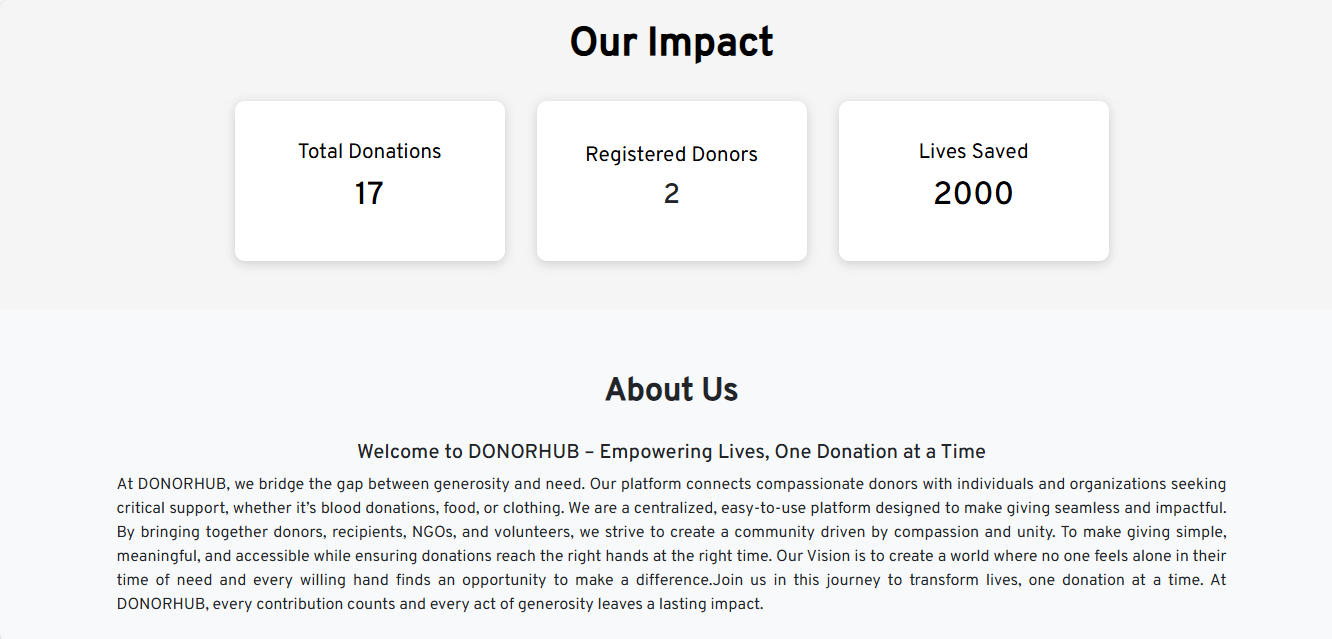 Our Impact
Total Donations
17
Registered Donors
2
Lives Saved
2000
About Us
Welcome to DONORHUB – Empowering Lives, One Donation at a Time
At DONORHUB, we bridge the gap between generosity and need. Our platform connects compassionate donors with individuals and organizations seeking
critical support, whether it’s blood donations, food, or clothing. We are a centralized, easy-to-use platform designed to make giving seamless and impactful.
By bringing together donors, recipients, NGOs, and volunteers, we strive to create a community driven by compassion and unity. To make giving simple,
meaningful, and accessible while ensuring donations reach the right hands at the right time. Our Vision is to create a world where no one feels alone in their
time of need and every willing hand finds an opportunity to make a difference.Join us in this journey to transform lives, one donation at a time. At
DONORHUB, every contribution counts and every act of generosity leaves a lasting impact.